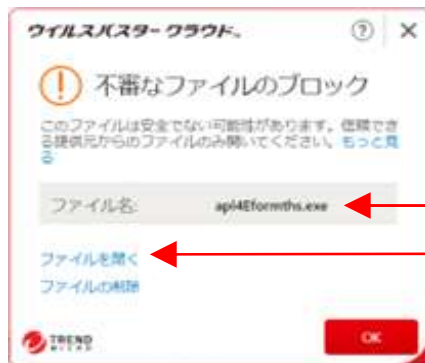 ウイルスバスター クラウド™
不審なファイルのブロック
このファイルは安全でない可能性があります。信頼でき
る提供元からのファイルのみ開いてください。もっと見
る
ファイル名: api4Eformths.exe
ファイルを開く
ファイルの削除
TREND
MICRO
OK